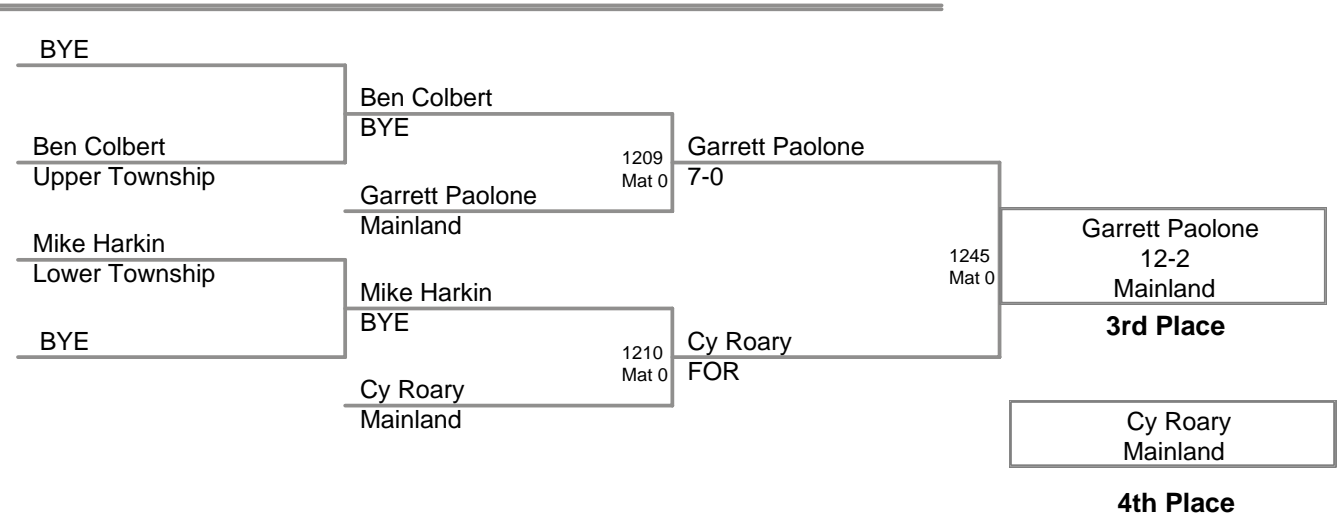 BYE
Ben Colbert
BYE
Ben Colbert
Upper Township
1209
Mat 0
Garrett Paolone
7-0
Garrett Paolone
Mainland
Mike Harkin
Lower Township
Mike Harkin
BYE
BYE
1210
Mat 0
Cy Roary
FOR
Cy Roary
Mainland
1245
Mat 0
Garrett Paolone
12-2
Mainland
3rd Place
Cy Roary
Mainland
4th Place